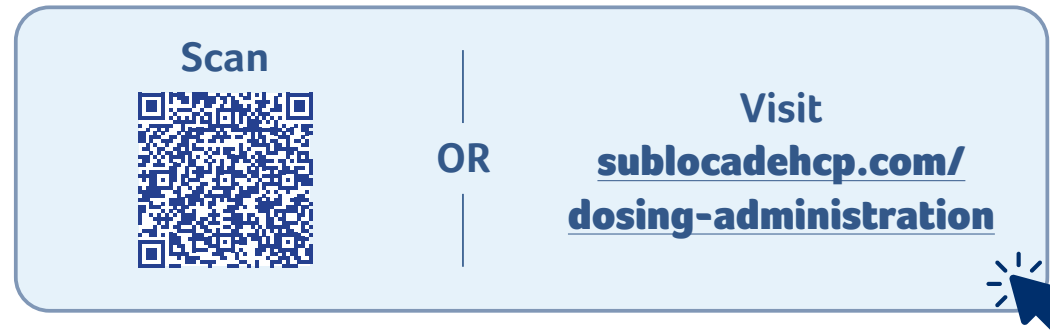 Scan
OR
Visit
sublocadehcp.com/
dosing-administration